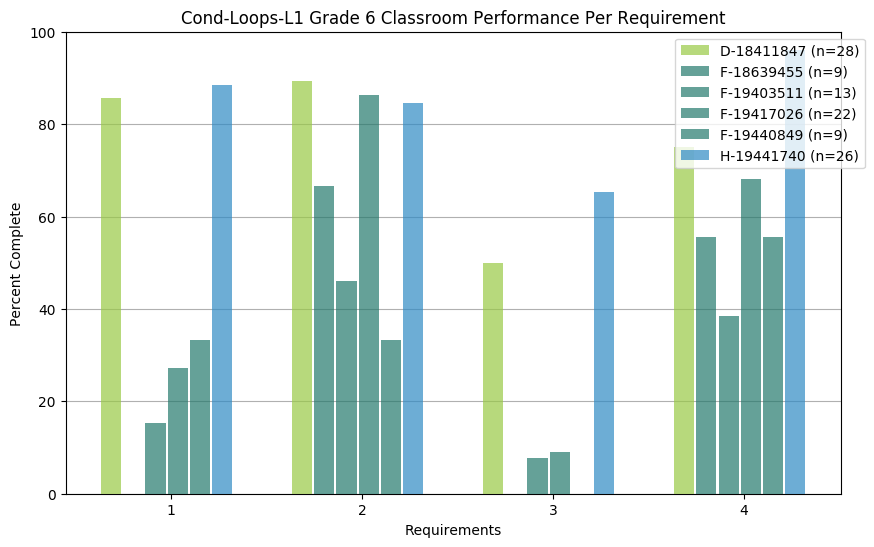 Cond-Loops-L1 Grade 6 Classroom Performance Per Requirement
D-18411847 (n=28)
F-18639455 (n=9)
F-19403511 (n=13)
F-19417026 (n=22)
F-19440849 (n=9)
H-19441740 (n=26)
Percent Complete
100
80
60
40
20
0
1 2 3 4
Requirements